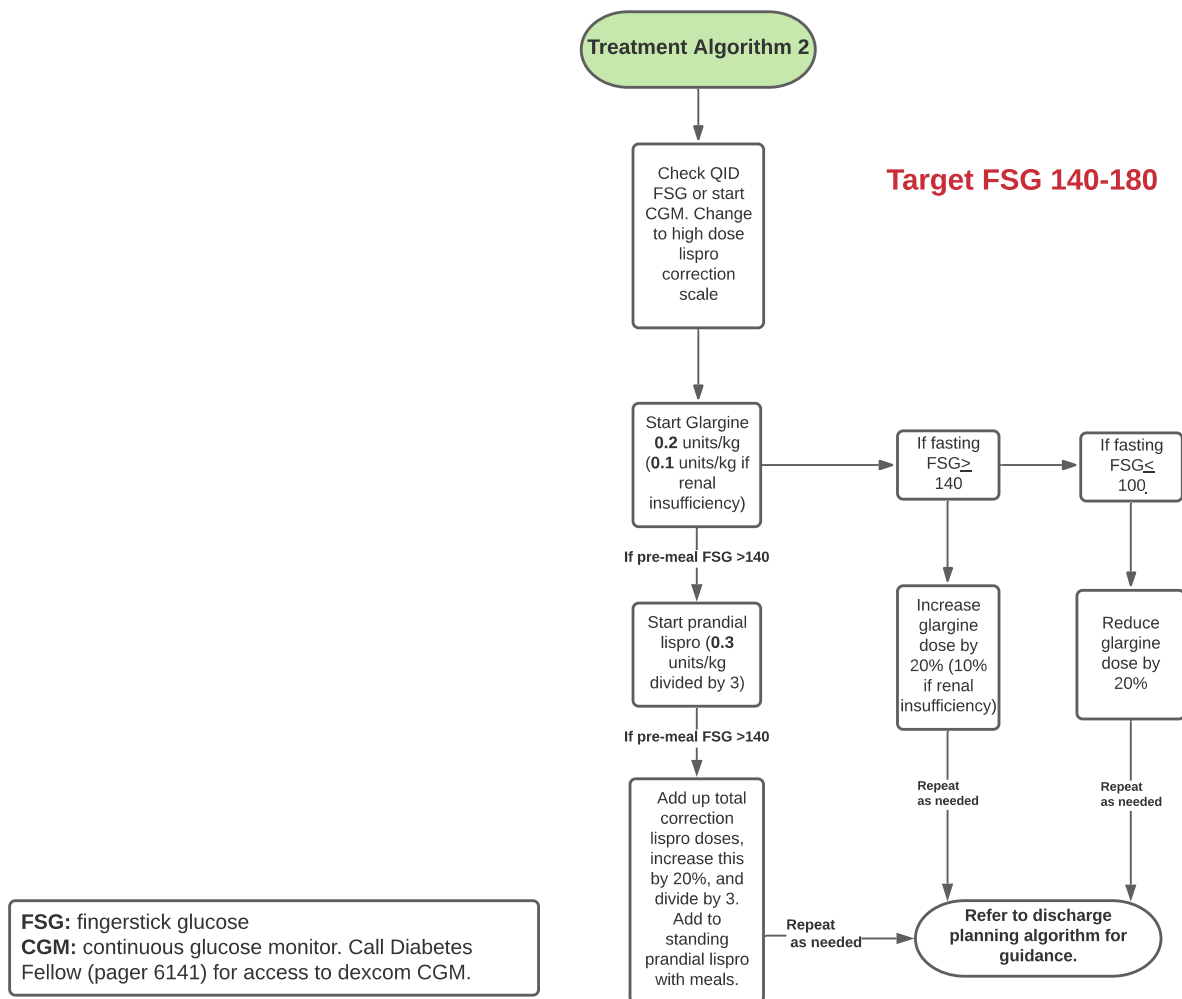 Treatment Algorithm 2
Target FSG 140-180
Check QID
FSG or start
CGM. Change
to high dose
lispro
correction
scale
Start Glargine
0.2 units/kg
(0.1 units/kg if
renal
insufficiency)
If fasting
FSG≥
140
If fasting
FSG≤
100.
If pre-meal FSG >140
Start prandial
lispro (0.3
units/kg
divided by 3)
Increase
glargine
dose by
20% (10%
if renal
insufficiency)
Reduce
glargine
dose by
20%
If pre-meal FSG >140
Add up total
correction
lispro doses,
increase this
by 20%, and
divide by 3.
Add to
standing
prandial lispro
with meals.
Repeat
as needed
Repeat
as needed
Repeat
as needed
Refer to discharge
planning algorithm for
guidance.
FSG: fingerstick glucose
CGM: continuous glucose monitor. Call Diabetes
Fellow (pager 6141) for access to dexcom CGM.